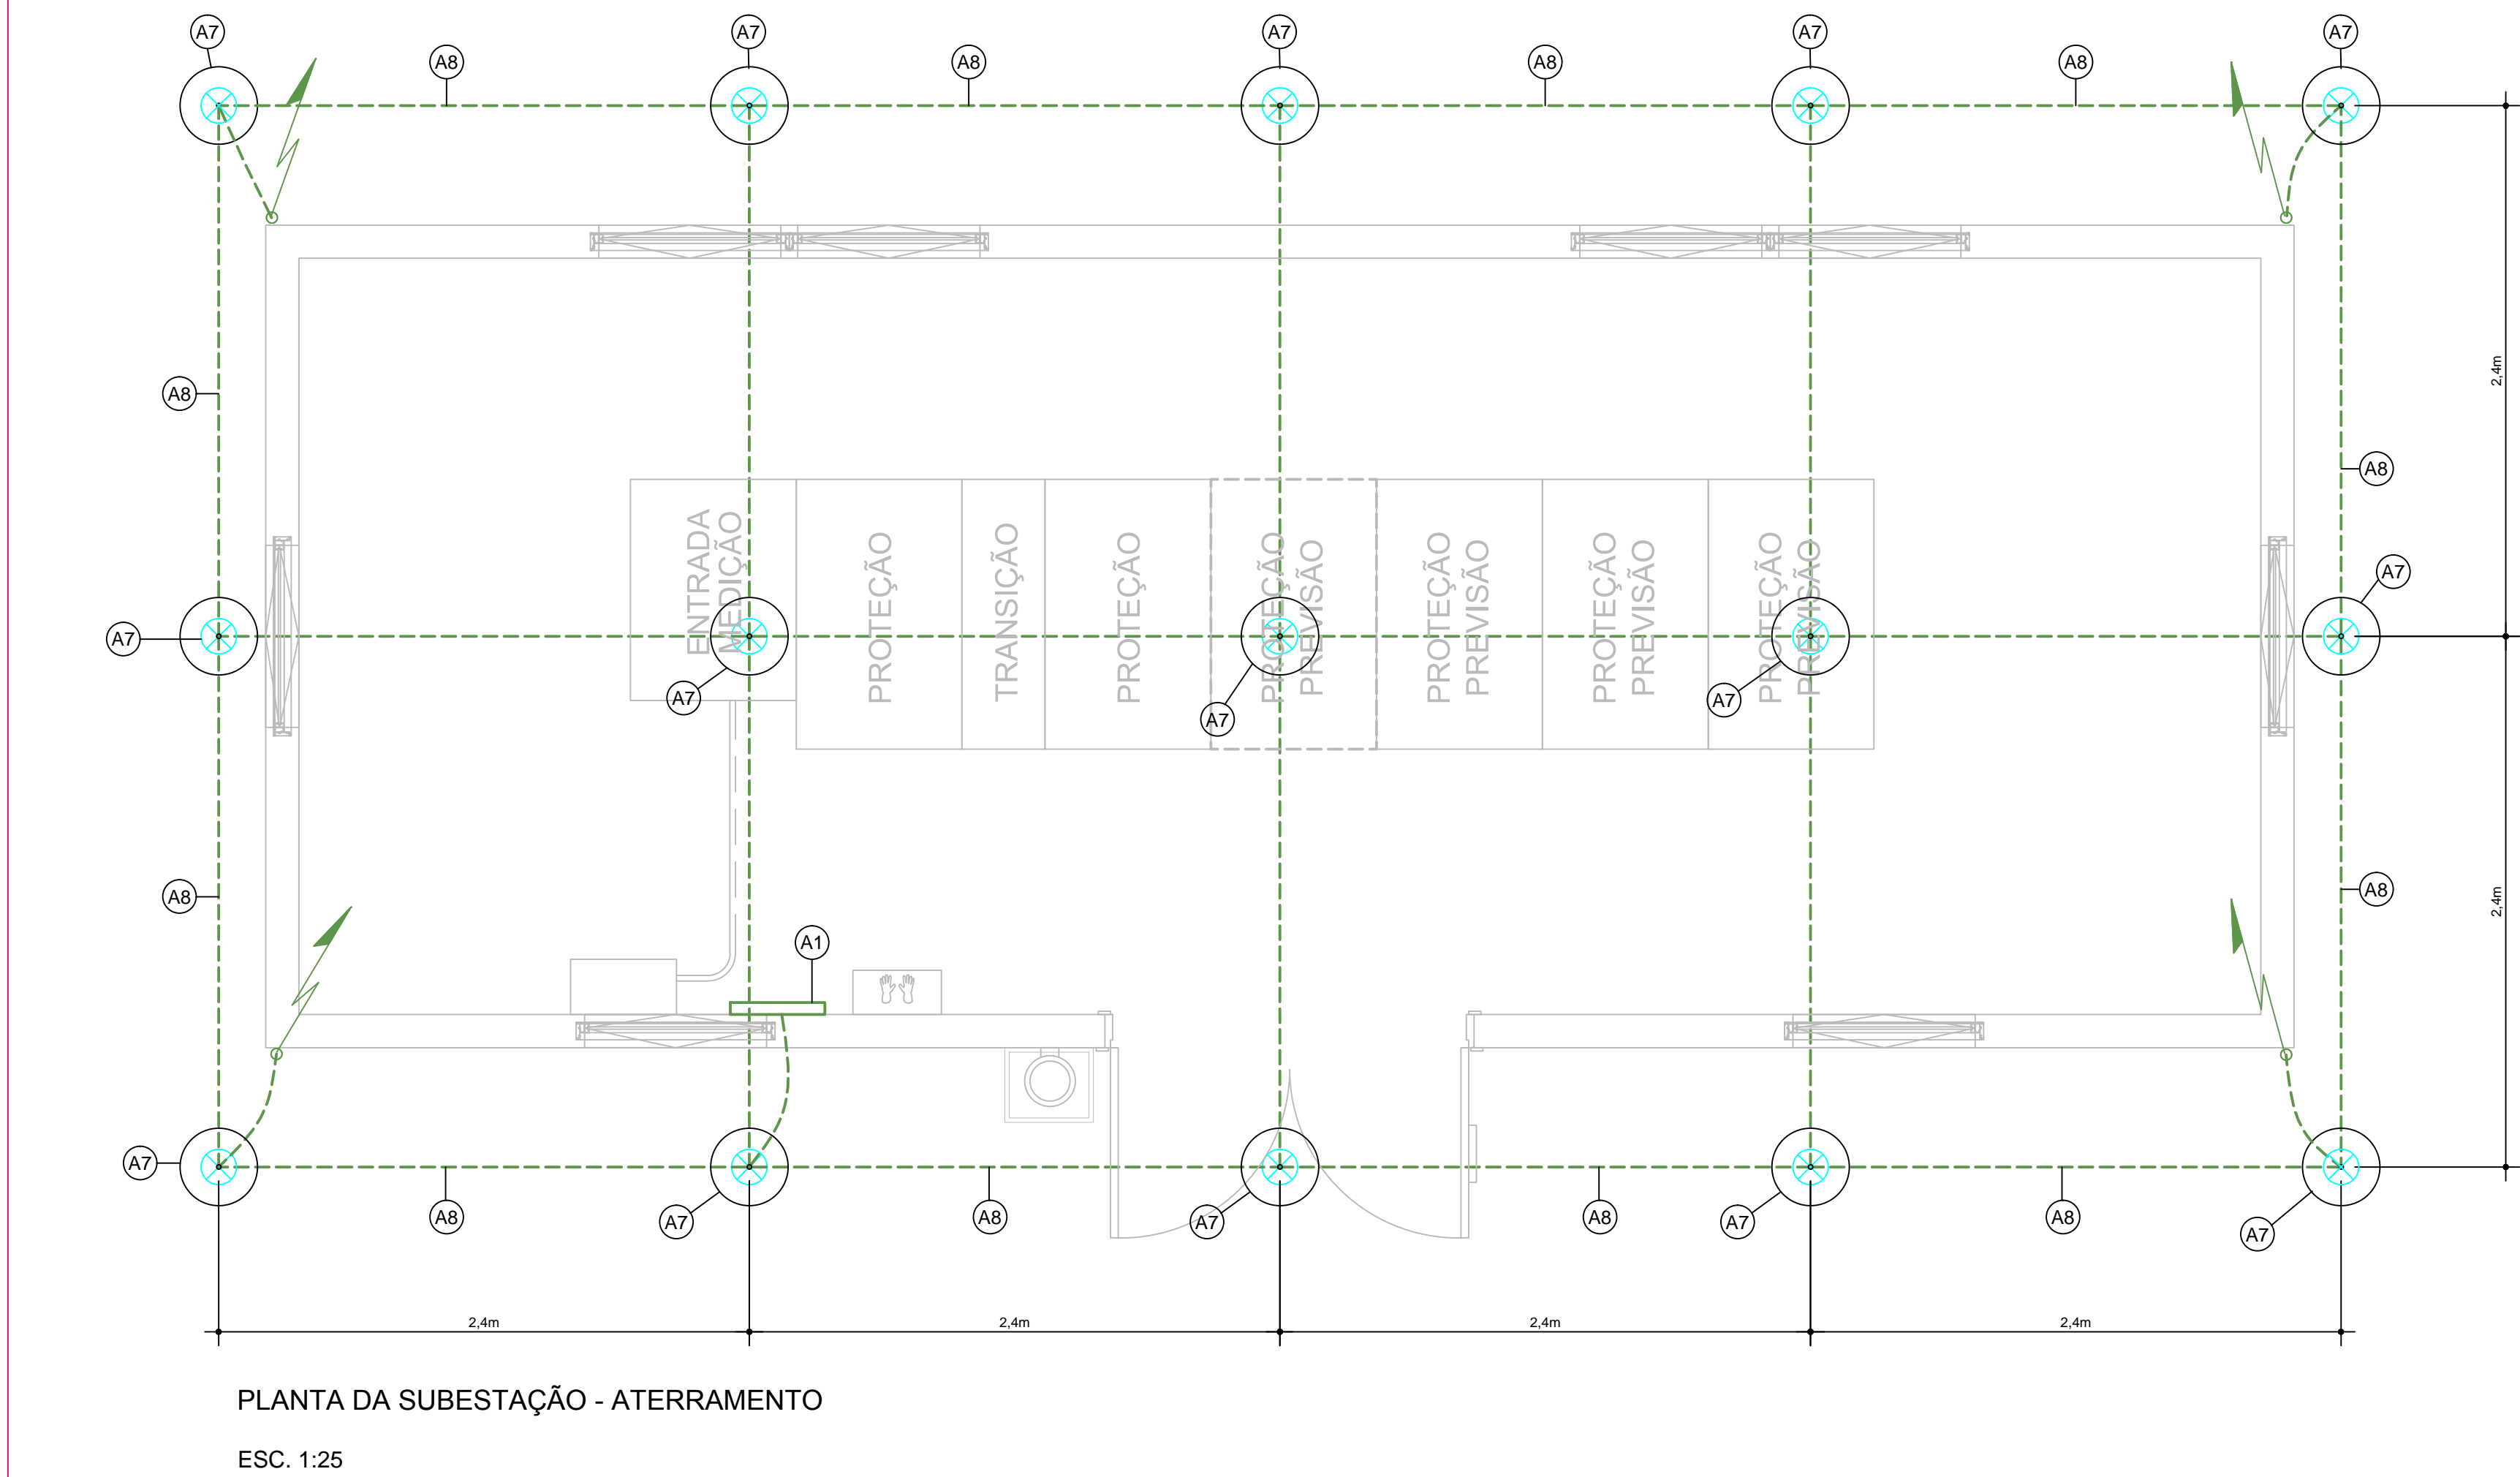 A7
A7
A7
A7
A7
A8
A8
A8
A8
A8
2,4m
A8
ENTRADA
MEDIÇÃO
PROTEÇÃO
TRANSIÇÃO
PROTEÇÃO
PROTEÇÃO
PREVISÃO
PROTEÇÃO
PREVISÃO
PROTEÇÃO
PREVISÃO
PROTEÇÃO
PREVISÃO
A7
A7
A7
A7
A7
A8
A8
2,4m
A1
A7
A8
A7
A8
A7
A8
A7
A8
A7
2,4m
2,4m
2,4m
2,4m
PLANTA DA SUBESTAÇÃO - ATERRAMENTO
ESC. 1:25